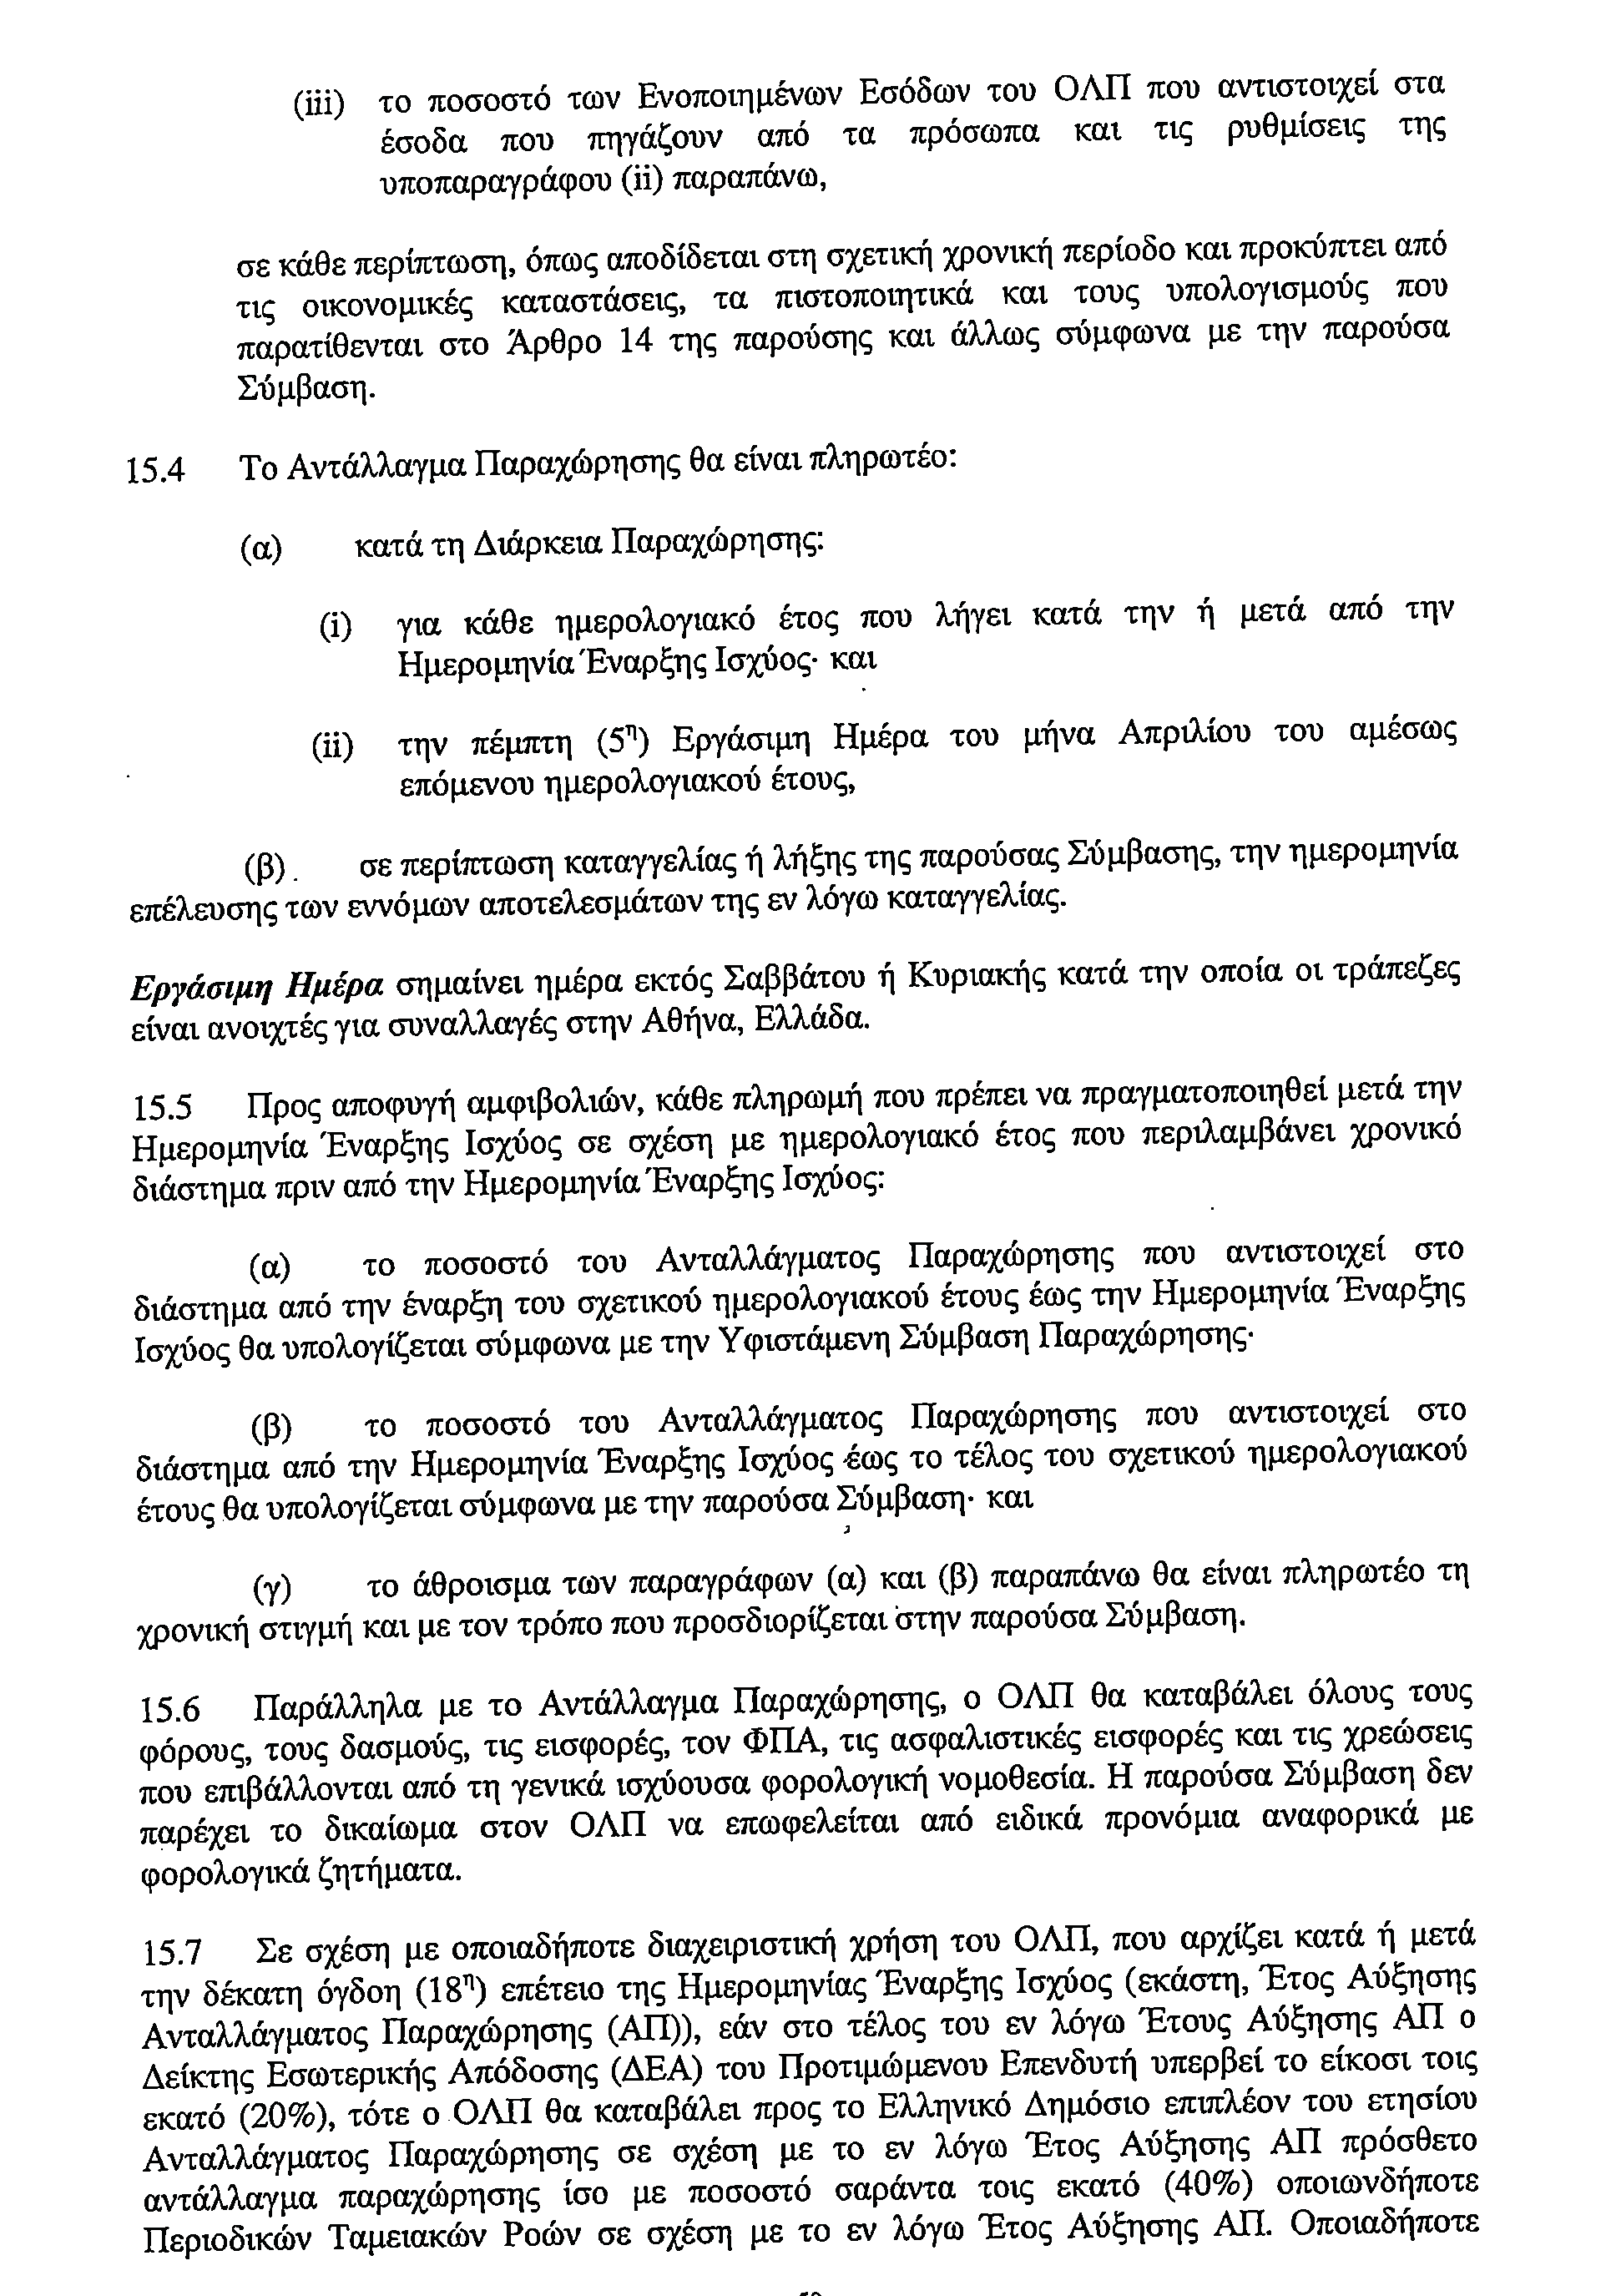 (iii) το ποσοστό των Ενοποιημένων Εσόδων του ΟΛΠ που αντιστοιχεί στα
έσοδα που πηγάζουν από τα πρόσωπα και τις ρυθμίσεις της
υποπαραγράφου (ii) παραπάνω,
σε κάθε περίπτωση, όπως αποδίδεται στη σχετική χρονική περίοδο και προκύπτει από
τις οικονομικές καταστάσεις, τα πιστοποιητικά και τους υπολογισμούς που
παρατίθενται στο Άρθρο 14 της παρούσης και άλλως σύμφωνα με την παρούσα
Σύμβαση.
15.4 Το Αντάλλαγμα Παραχώρησης θα είναι πληρωτέο:
(α) κατά τη Διάρκεια Παραχώρησης:
(i) για κάθε ημερολογιακό έτος που λήγει κατά την ή μετά από την
Ημερομηνία Έναρξης Ισχύος· και
(ii) την πέμπτη (5η) Εργάσιμη Ημέρα του μήνα Απριλίου του αμέσως
επόμενου ημερολογιακού έτους,
(β). σε περίπτωση καταγγελίας ή λήξης της παρούσας Σύμβασης, την ημερομηνία
επέλευσης των εννόμων αποτελεσμάτων της εν λόγω καταγγελίας.
Εργάσιμη Ημέρα σημαίνει ημέρα εκτός Σαββάτου ή Κυριακής κατά την οποία οι τράπεζες
είναι ανοιχτές για συναλλαγές στην Αθήνα, Ελλάδα.
15.5 Προς αποφυγή αμφιβολιών, κάθε πληρωμή που πρέπει να πραγματοποιηθεί μετά την
Ημερομηνία Έναρξης Ισχύος σε σχέση με ημερολογιακό έτος που περιλαμβάνει χρονικό
διάστημα πριν από την Ημερομηνία Έναρξης Ισχύος:
(α) το ποσοστό του Ανταλλάγματος Παραχώρησης που αντιστοιχεί στο
διάστημα από την έναρξη του σχετικού ημερολογιακού έτους έως την Ημερομηνία Έναρξης
Ισχύος θα υπολογίζεται σύμφωνα με την Υφιστάμενη Σύμβαση Παραχώρησης·
(β) το ποσοστό του Ανταλλάγματος Παραχώρησης που αντιστοιχεί στο
διάστημα από την Ημερομηνία Έναρξης Ισχύος έως το τέλος του σχετικού ημερολογιακού
έτους θα υπολογίζεται σύμφωνα με την παρούσα Σύμβαση· και
(γ) το άθροισμα των παραγράφων (α) και (β) παραπάνω θα είναι πληρωτέο τη
χρονική στιγμή και με τον τρόπο που προσδιορίζεται στην παρούσα Σύμβαση.
15.6 Παράλληλα με το Αντάλλαγμα Παραχώρησης, ο ΟΛΠ θα καταβάλει όλους τους
φόρους, τους δασμούς, τις εισφορές, τον ΦΠΑ, τις ασφαλιστικές εισφορές και τις χρεώσεις
που επιβάλλονται από τη γενικά ισχύουσα φορολογική νομοθεσία. Η παρούσα Σύμβαση δεν
παρέχει το δικαίωμα στον ΟΛΠ να επωφελείται από ειδικά προνόμια αναφορικά με
φορολογικά ζητήματα.
15.7 Σε σχέση με οποιαδήποτε διαχειριστική χρήση του ΟΛΠ, που αρχίζει κατά ή μετά
την δέκατη όγδοη (18η) επέτειο της Ημερομηνίας Έναρξης Ισχύος (εκάστη, Έτος Αύξησης
Ανταλλάγματος Παραχώρησης (ΑΠ)), εάν στο τέλος του εν λόγω Έτους Αύξησης ΑΠ ο
Δείκτης Εσωτερικής Απόδοσης (ΔΕΑ) του Προτιμώμενου Επενδυτή υπερβεί το είκοσι τοις
εκατό (20%), τότε ο ΟΛΠ θα καταβάλει προς το Ελληνικό Δημόσιο επιπλέον του ετησίου
Ανταλλάγματος Παραχώρησης σε σχέση με το εν λόγω Έτος Αύξησης ΑΠ πρόσθετο
αντάλλαγμα παραχώρησης ίσο με ποσοστό σαράντα τοις εκατό (40%) οποιωνδήποτε
Περιοδικών Ταμειακών Ροών σε σχέση με το εν λόγω Έτος Αύξησης ΑΠ. Οποιαδήποτε